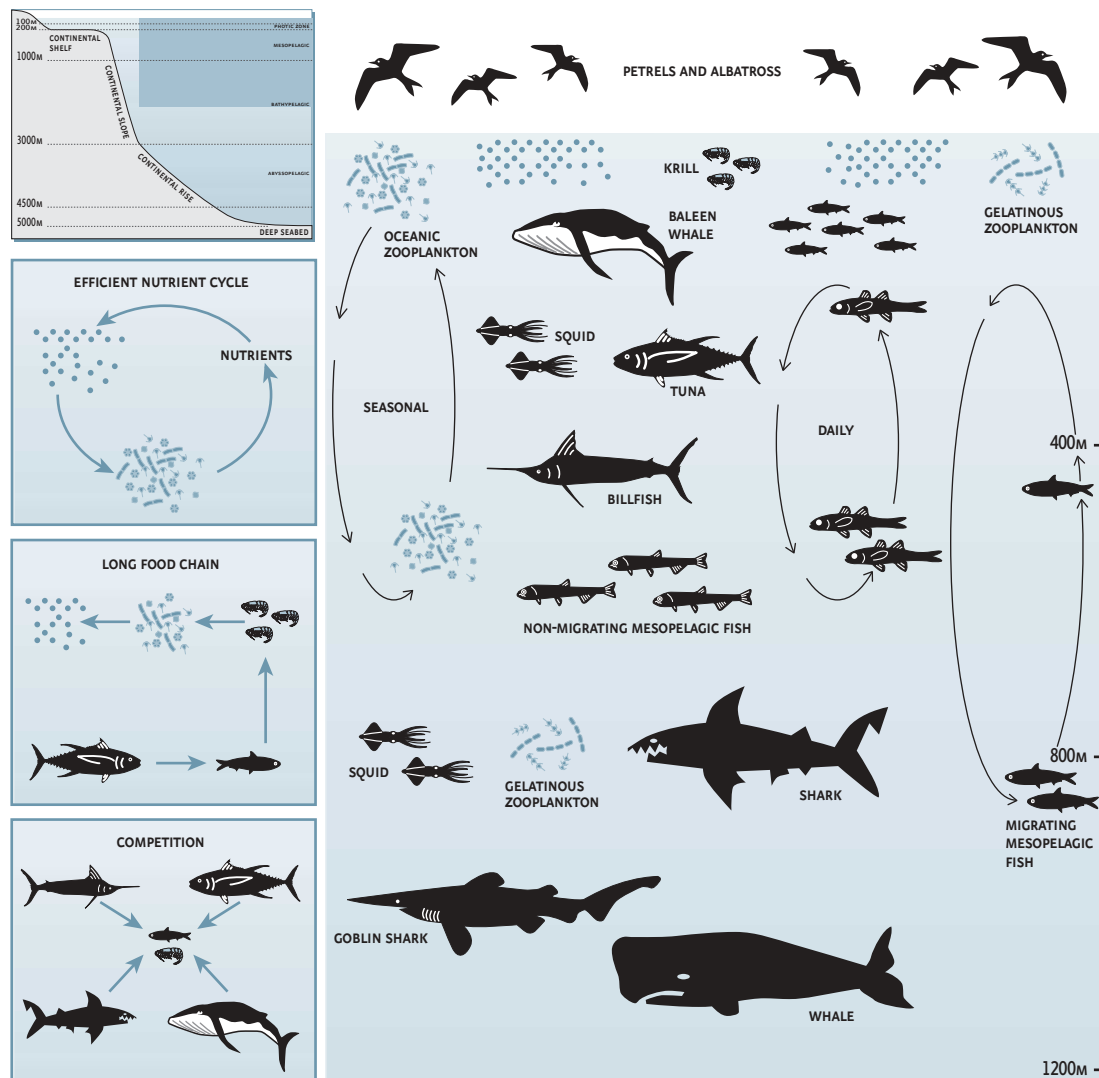 100M
200M
CONTINENTAL
SHELF
1000M
CONTINENTAL SLOPE
3000M
CONTINENTAL RISE
4500M
5000M
PHOTIC ZONE
MESOPELAGIC
BATHYPELAGIC
ABYSSOPELAGIC
DEEP SEABED
EFFICIENT NUTRIENT CYCLE
NUTRIENTS
LONG FOOD CHAIN
COMPETITION
PETRELS AND ALBATROSS
KRILL
OCEANIC
ZOOPLANKTON
BALEEN
WHALE
GELATINOUS
ZOOPLANKTON
SQUID
TUNA
SEASONAL
DAILY
400M
BILLFISH
NON-MIGRATING MESOPELAGIC FISH
SQUID
GELATINOUS
ZOOPLANKTON
SHARK
800M
MIGRATING
MESOPELAGIC
FISH
GOBLIN SHARK
WHALE
1200M